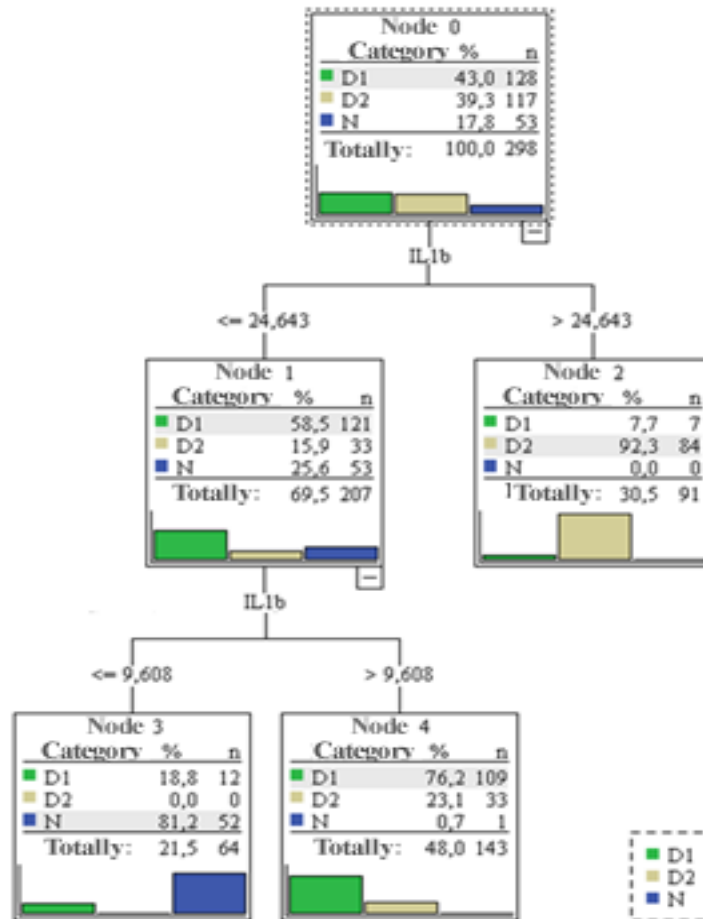 Node 0
Category % n
D1 43,0 128
D2 39,3 117
N 17,8 53
Totally: 100,0 298
IL1b
<= 24,643
> 24,643
Node 1
Category % n
D1 58,5 121
D2 15,9 33
N 25,6 53
Totally: 69,5 207
Node 2
Category % n
D1 7,7 7
D2 92,3 84
N 0,0 0
Totally: 30,5 91
IL1b
<= 9,608
> 9,608
Node 3
Category % n
D1 18,8 12
D2 0,0 0
N 81,2 52
Totally: 21,5 64
Node 4
Category % n
D1 76,2 109
D2 23,1 33
N 0,7 1
Totally: 48,0 143
D1
D2
N